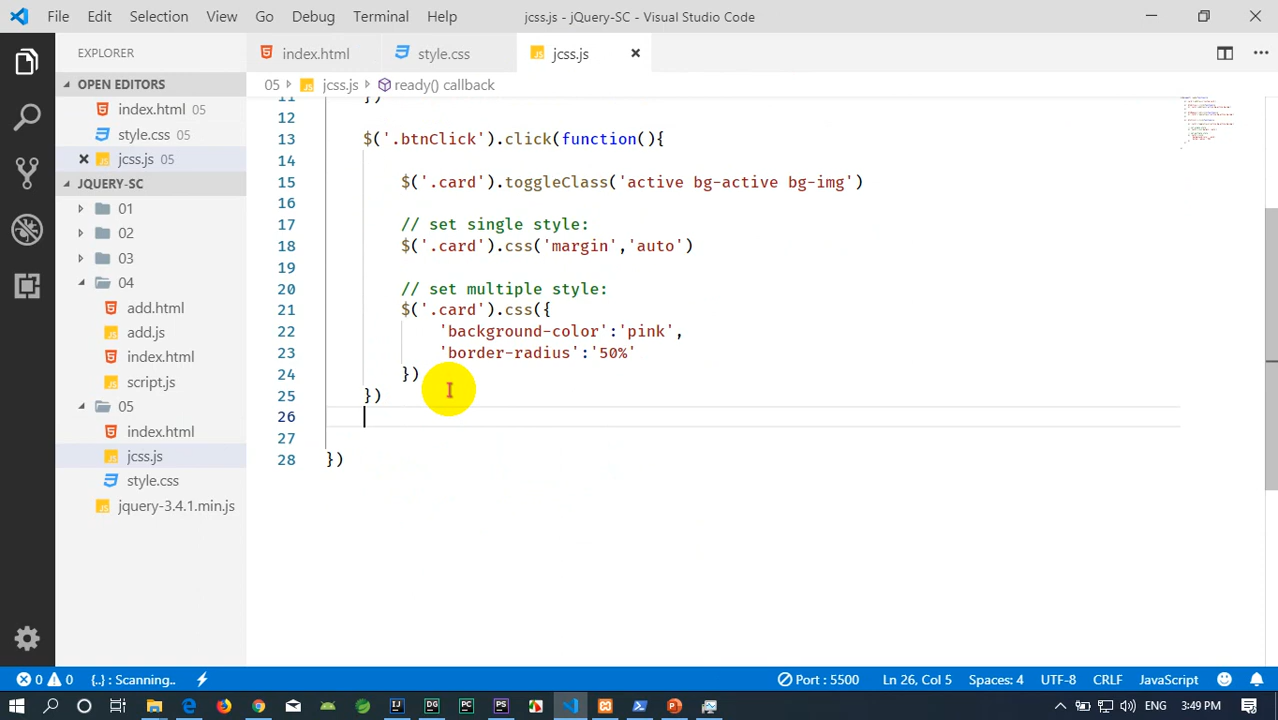 File Edit Selection View Go Debug Terminal Help jcss.js - jQuery-SC - Visual Studio Code
EXPLORER index.html style.css jcss.js
OPEN EDITORS 05 jcss.js ready() callback
index.html 05
style.css 05
jcss.js 05
JQUERY-SC
01
02
03
04
add.html
add.js
index.html
script.js
05
index.html
jcss.js
style.css
jquery-3.4.1.min.js
11 })
12
13 $('.btnClick').click(function(){
14
15 $('.card').toggleClass('active bg-active bg-img')
16
17 // set single style:
18 $('.card').css('margin','auto')
19
20 // set multiple style:
21 $('.card').css({
22 'background-color':'pink',
23 'border-radius':'50%'
24 })
25 })
26
27
28 })
0 0 {..} : Scanning.. Port : 5500 Ln 26, Col 5 Spaces: 4 UTF-8 CRLF JavaScript 1
ENG 3:49 PM